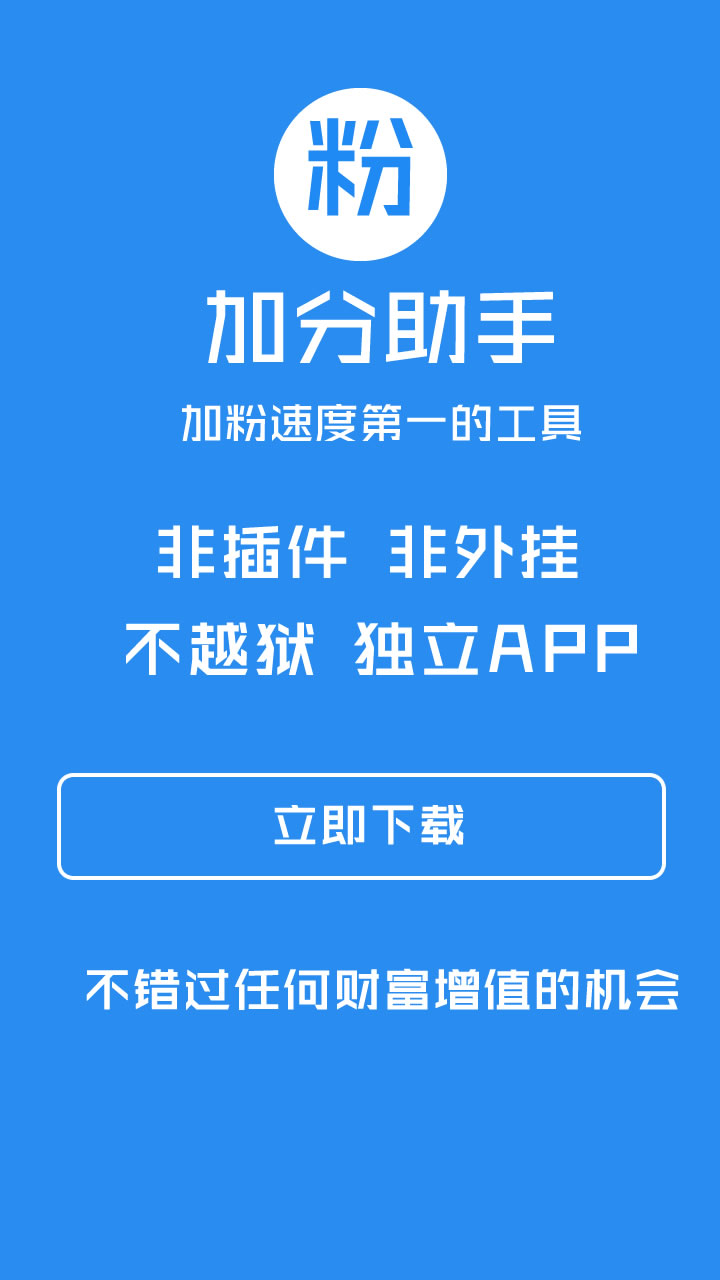 粉
加分助手
加粉速度第一的工具
非插件 非外挂
不越狱 独立APP
立即下载
不错过任何财富增值的机会